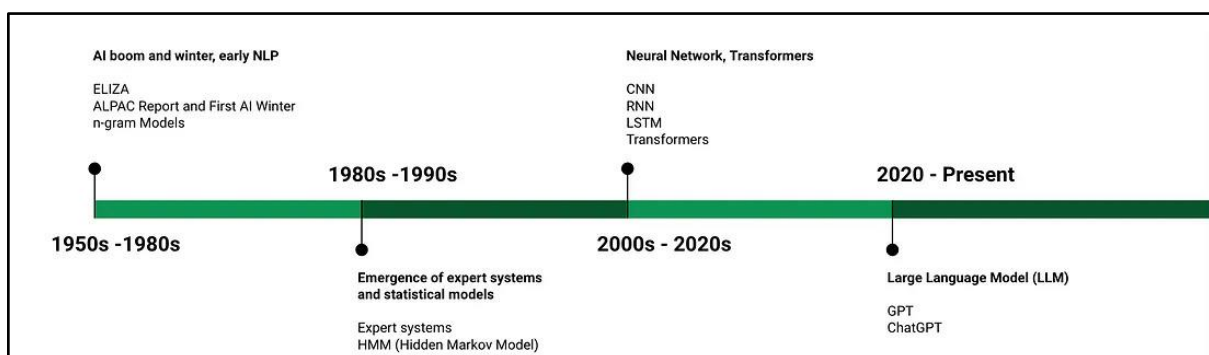 AI boom and winter, early NLP
ELIZA
ALPAC Report and First AI Winter
n-gram Models
1950s -1980s
1980s -1990s
Emergence of expert systems
and statistical models
Expert systems
HMM (Hidden Markov Model)
Neural Network, Transformers
CNN
RNN
LSTM
Transformers
2000s - 2020s
2020 - Present
Large Language Model (LLM)
GPT
ChatGPT